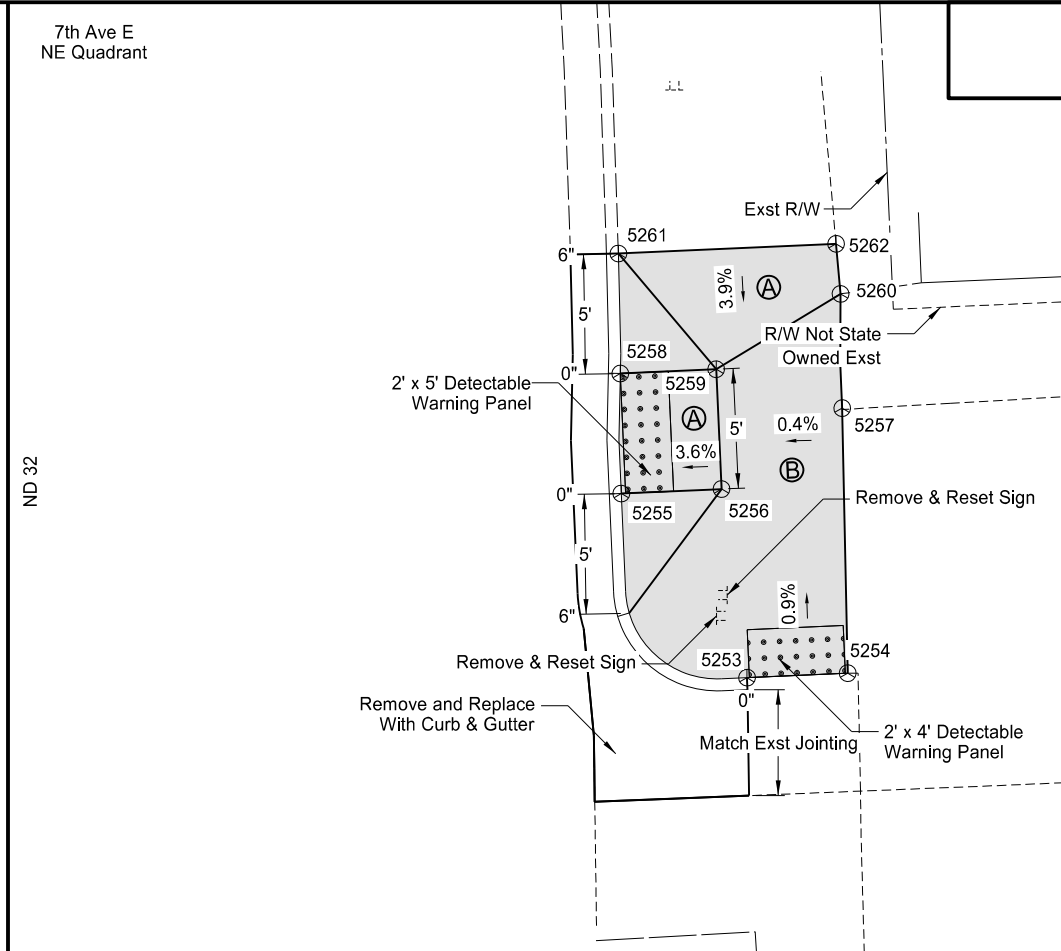 7th Ave E
NE Quadrant
Exst R/W
5261
5262
6"
3.9%
A
5260
5'
R/W Not State
Owned Exst
5258
0"
5259
2' x 5' Detectable
Warning Panel
A
5'
0.4%
5257
3.6%
B
ND 32
0"
5255
5256
Remove & Reset Sign
5'
0.9%
6"
Remove & Reset Sign
5253
5254
0"
Remove and Replace
With Curb & Gutter
Match Exst Jointing
2' x 4' Detectable
Warning Panel